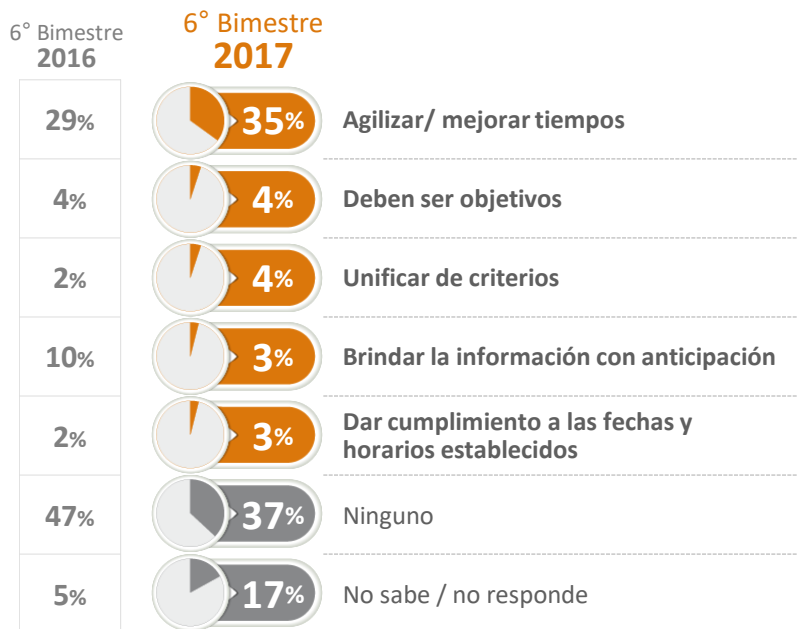 6° Bimestre
2016
6° Bimestre
2017
29%
35%
Agilizar/ mejorar tiempos
4%
4%
Deben ser objetivos
2%
4%
Unificar de criterios
10%
3%
Brindar la información con anticipación
2%
3%
Dar cumplimiento a las fechas y
horarios establecidos
47%
37%
Ninguno
5%
17%
No sabe / no responde